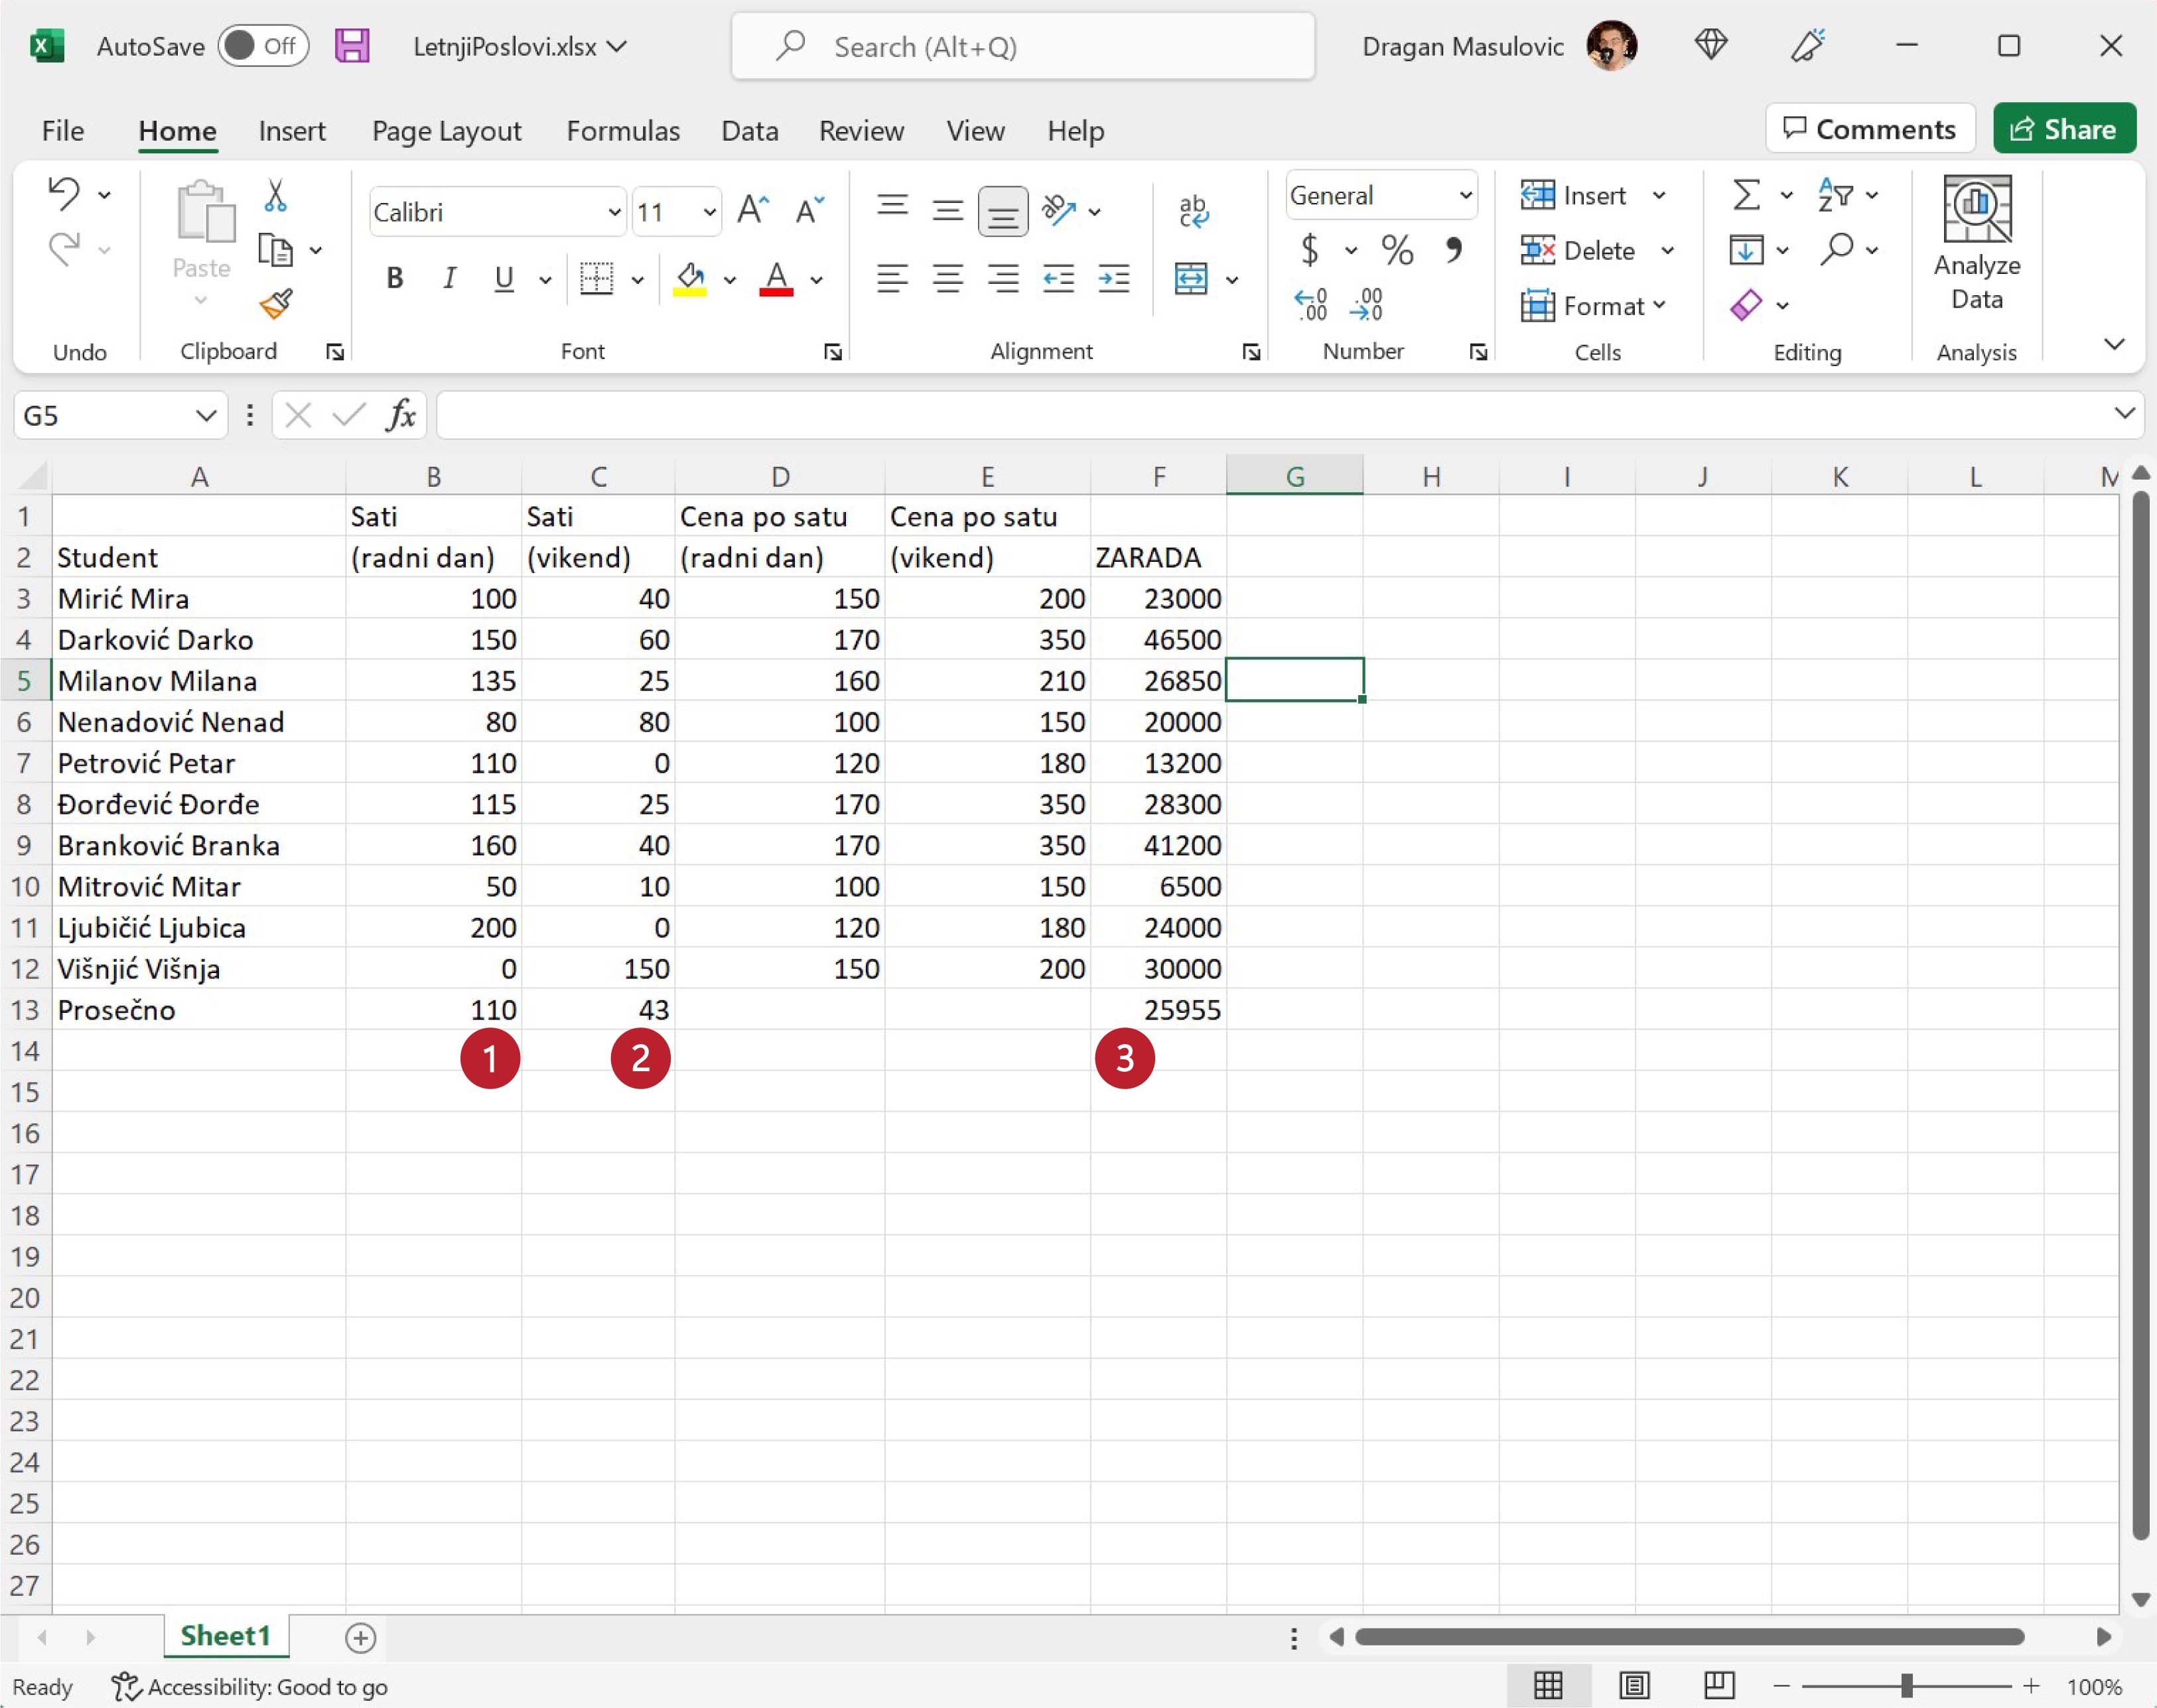 AutoSave Off LetnjiPoslovi.xlsx Search (Alt+Q) Dragan Masulovic
File Home Insert Page Layout Formulas Data Review View Help Comments Share
Calibri 11 General Insert
Paste Delete
Format
Analyze Data
Undo Clipboard Font Alignment Number Cells Editing Analysis
G5 fx
A B C D E F G H I J K L M
1 Sati Sati Cena po satu Cena po satu
2 Student (radni dan) (vikend) (radni dan) (vikend) ZARADA
3 Mirić Mira 100 40 150 200 23000
4 Darković Darko 150 60 170 350 46500
5 Milanov Milana 135 25 160 210 26850
6 Nenadović Nenad 80 80 100 150 20000
7 Petrović Petar 110 0 120 180 13200
8 Đorđević Đorđe 115 25 170 350 28300
9 Branković Branka 160 40 170 350 41200
10 Mitrović Mitar 50 10 100 150 6500
11 Ljubičić Ljubica 200 0 120 180 24000
12 Višnjić Višnja 0 150 150 200 30000
13 Prosečno 110 43 25955
14 1 2 3
15
16
17
18
19
20
21
22
23
24
25
26
27
Sheet1
Ready Accessibility: Good to go 100%